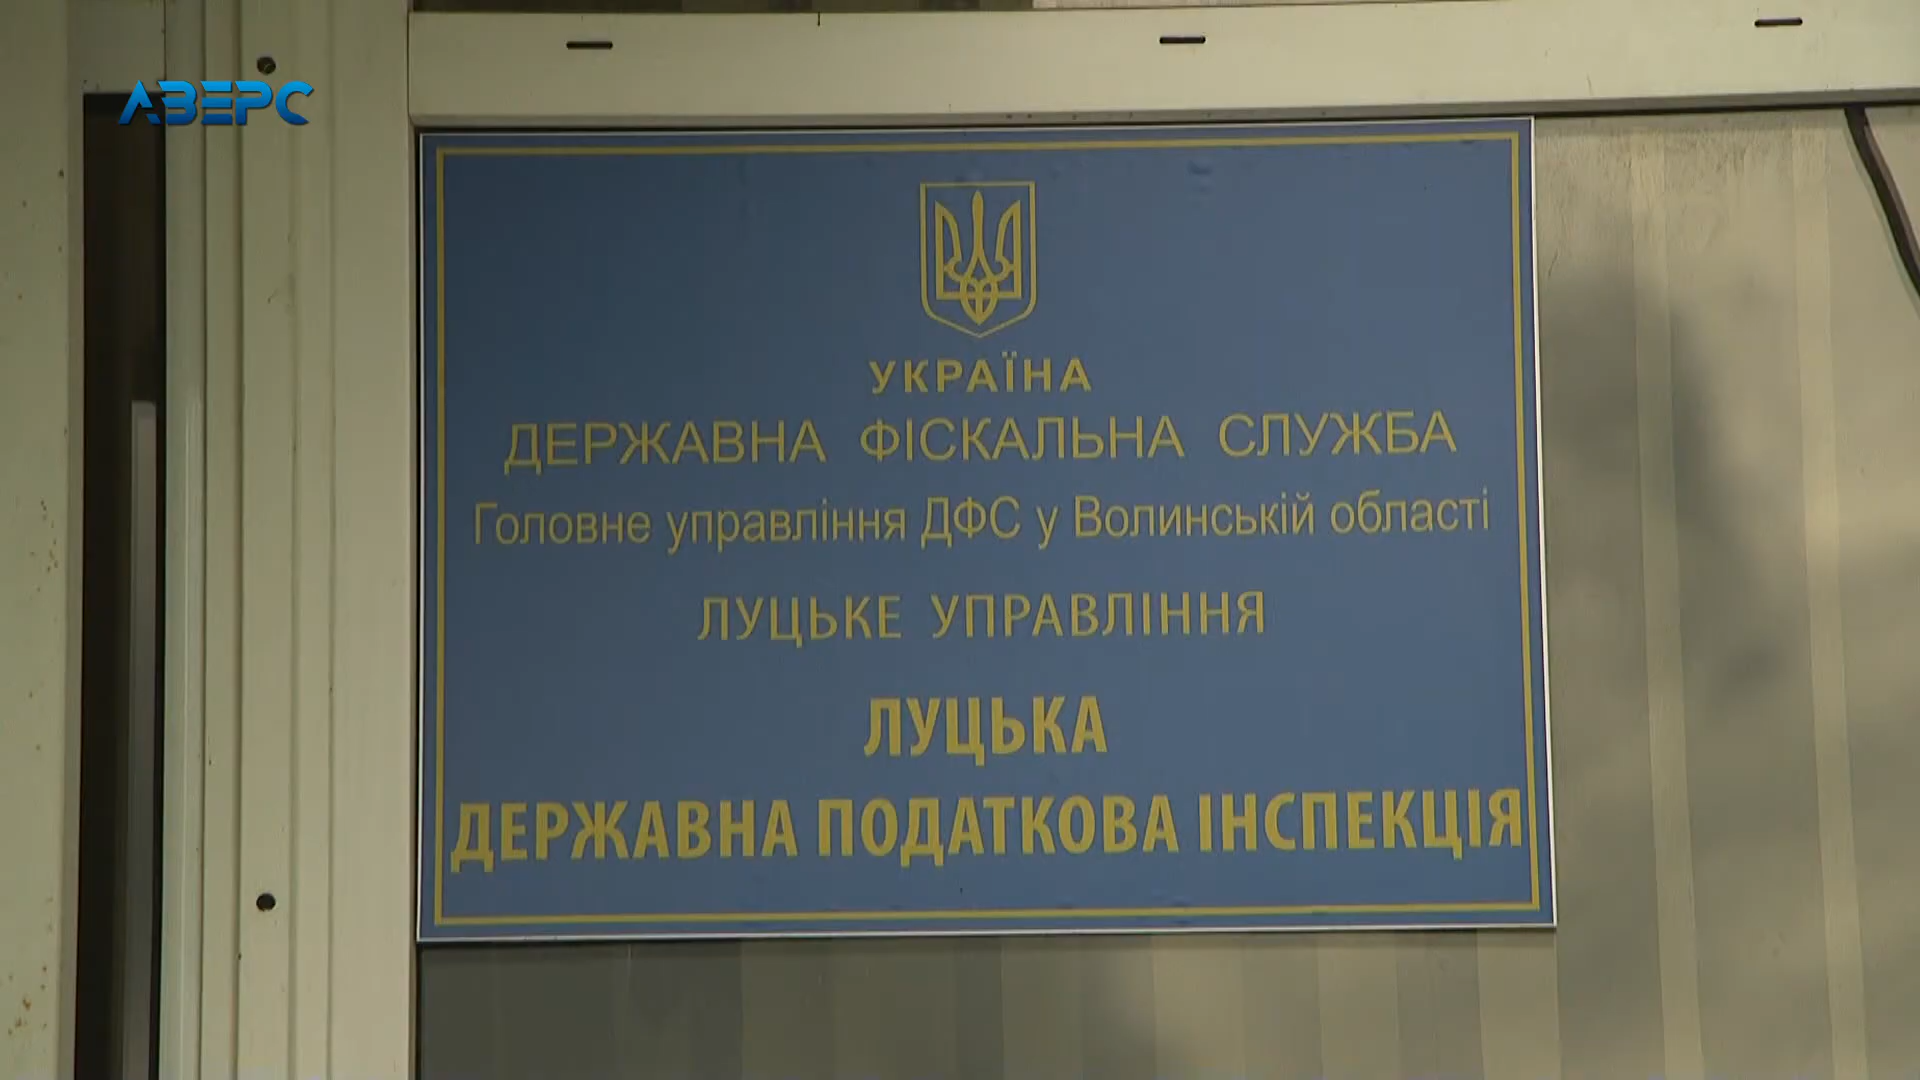 АВЕРС
УКРАЇНА
ДЕРЖАВНА ФІСКАЛЬНА СЛУЖБА
Головне управління ДФС у Волинській області
ЛУЦЬКЕ УПРАВЛІННЯ
ЛУЦЬКА
ДЕРЖАВНА ПОДАТКОВА ІНСПЕКЦІЯ